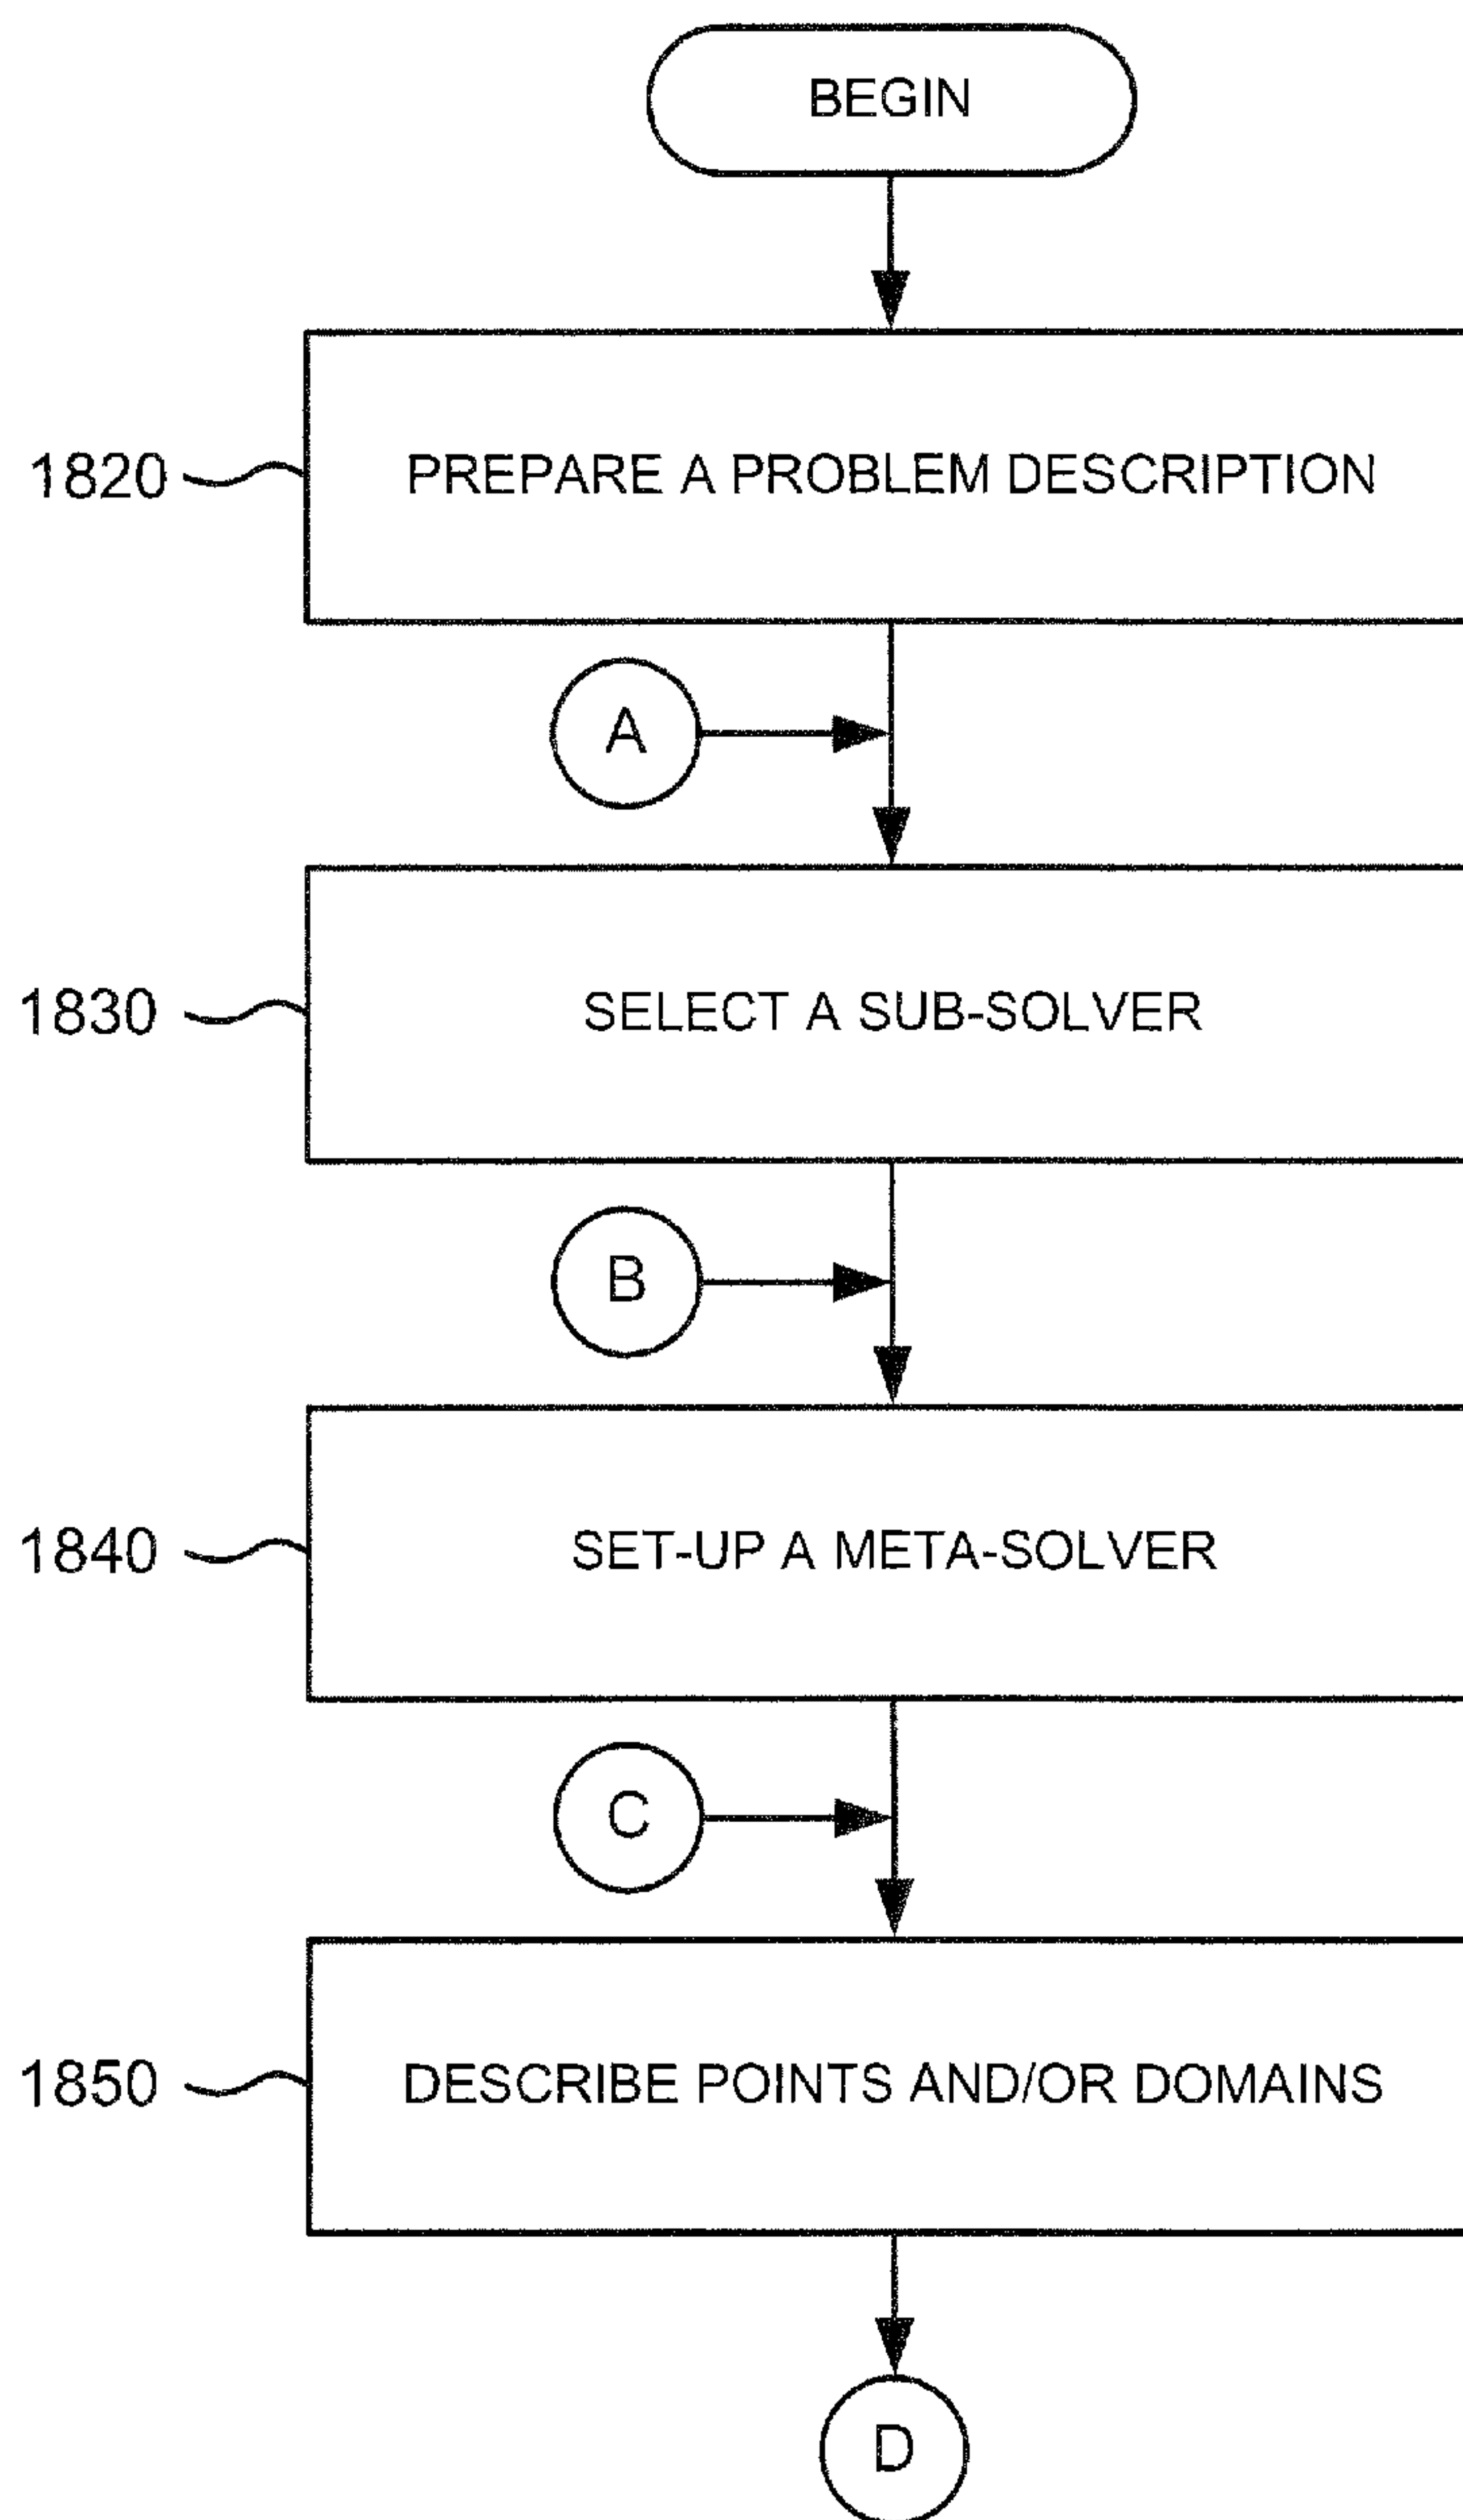 BEGIN
1820 PREPARE A PROBLEM DESCRIPTION
A
1830 SELECT A SUB-SOLVER
B
1840 SET-UP A META-SOLVER
C
1850 DESCRIBE POINTS AND/OR DOMAINS
D